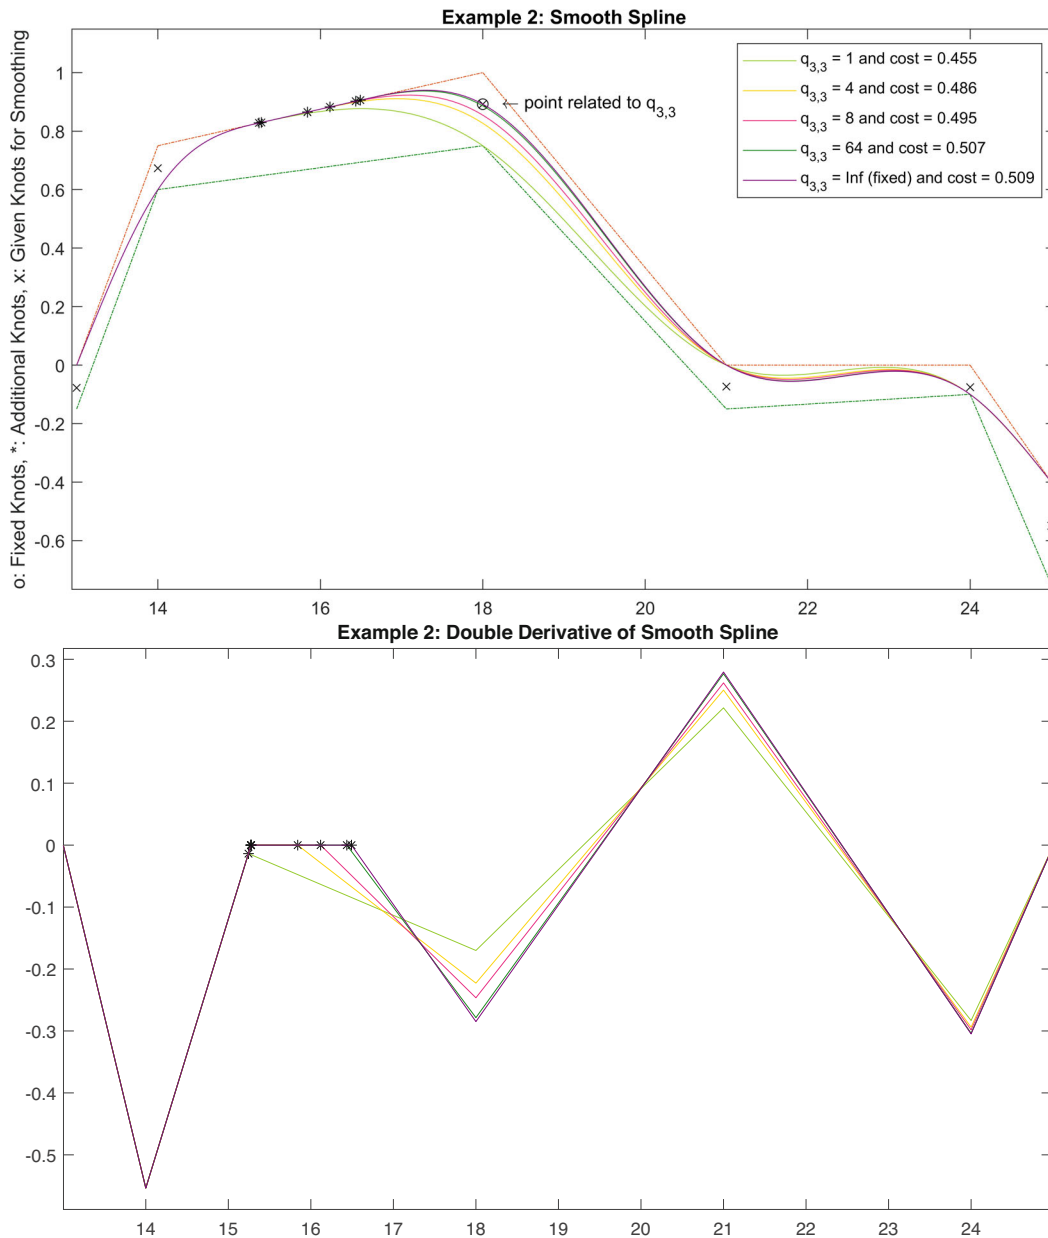 Example 2: Smooth Spline
o: Fixed Knots, *: Additional Knots, x: Given Knots for Smoothing
1
0.8
0.6
0.4
0.2
0
-0.2
-0.4
-0.6
← point related to q3,3
q3,3 = 1 and cost = 0.455
q3,3 = 4 and cost = 0.486
q3,3 = 8 and cost = 0.495
q3,3 = 64 and cost = 0.507
q3,3 = Inf (fixed) and cost = 0.509
14 16 18 20 22 24
Example 2: Double Derivative of Smooth Spline
0.3
0.2
0.1
0
-0.1
-0.2
-0.3
-0.4
-0.5
14 15 16 17 18 19 20 21 22 23 24